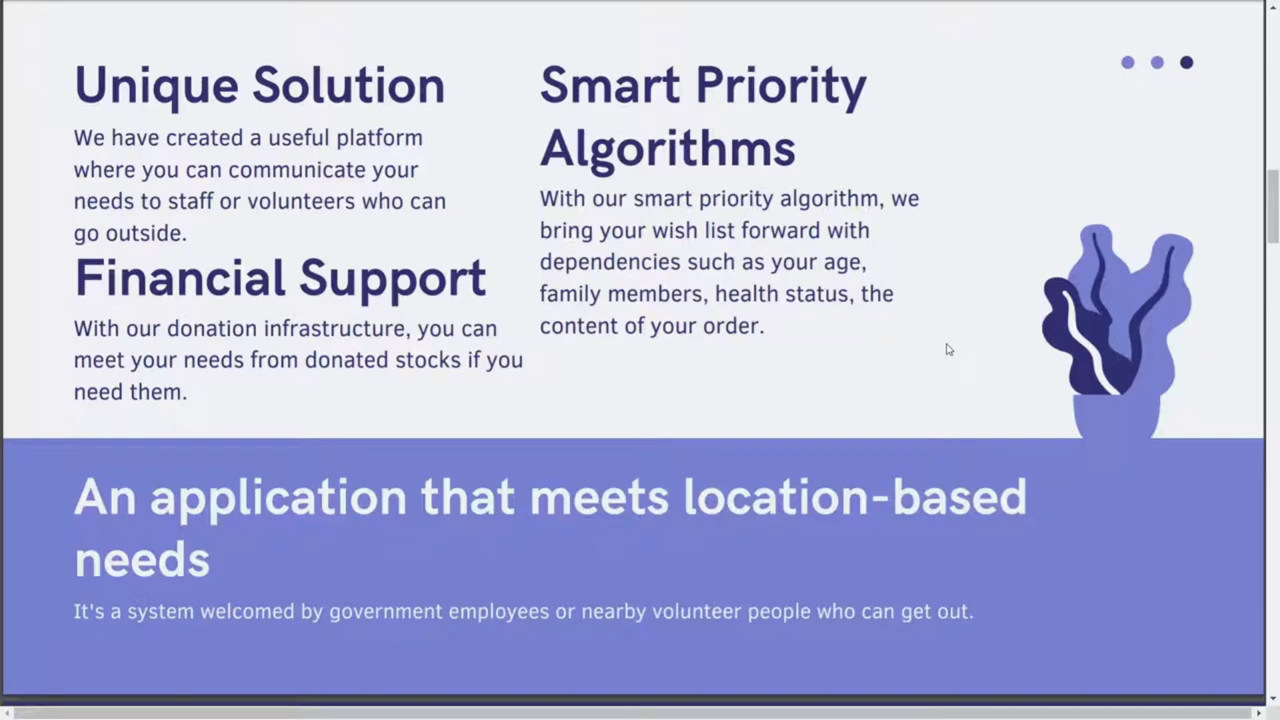 Unique Solution
We have created a useful platform
where you can communicate your
needs to staff or volunteers who can
go outside.
Financial Support
With our donation infrastructure, you can
meet your needs from donated stocks if you
need them.
Smart Priority
Algorithms
With our smart priority algorithm, we
bring your wish list forward with
dependencies such as your age,
family members, health status, the
content of your order.
An application that meets location-based
needs
It's a system welcomed by government employees or nearby volunteer people who can get out.